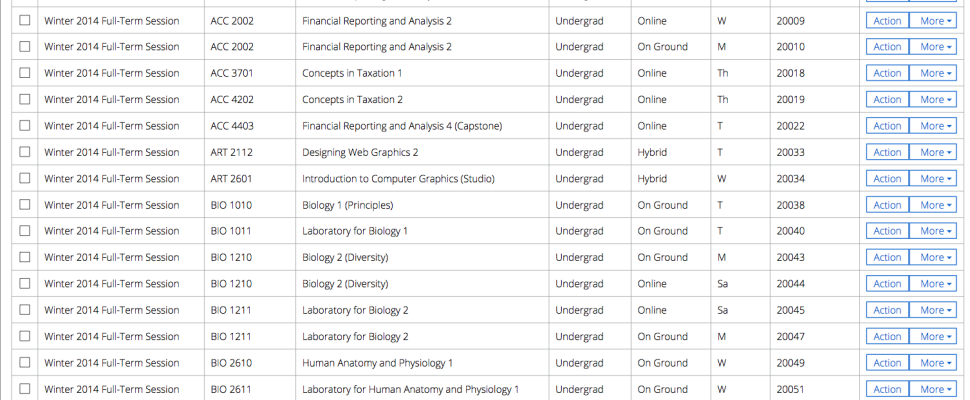 Winter 2014 Full-Term Session ACC 2002 Financial Reporting and Analysis 2 Undergrad Online W 20009 Action More
Winter 2014 Full-Term Session ACC 2002 Financial Reporting and Analysis 2 Undergrad On Ground M 20010 Action More
Winter 2014 Full-Term Session ACC 3701 Concepts in Taxation 1 Undergrad Online Th 20018 Action More
Winter 2014 Full-Term Session ACC 4202 Concepts in Taxation 2 Undergrad Online Th 20019 Action More
Winter 2014 Full-Term Session ACC 4403 Financial Reporting and Analysis 4 (Capstone) Undergrad Online T 20022 Action More
Winter 2014 Full-Term Session ART 2112 Designing Web Graphics 2 Undergrad Hybrid T 20033 Action More
Winter 2014 Full-Term Session ART 2601 Introduction to Computer Graphics (Studio) Undergrad Hybrid W 20034 Action More
Winter 2014 Full-Term Session BIO 1010 Biology 1 (Principles) Undergrad On Ground T 20038 Action More
Winter 2014 Full-Term Session BIO 1011 Laboratory for Biology 1 Undergrad On Ground T 20040 Action More
Winter 2014 Full-Term Session BIO 1210 Biology 2 (Diversity) Undergrad On Ground M 20043 Action More
Winter 2014 Full-Term Session BIO 1210 Biology 2 (Diversity) Undergrad Online Sa 20044 Action More
Winter 2014 Full-Term Session BIO 1211 Laboratory for Biology 2 Undergrad Online Sa 20045 Action More
Winter 2014 Full-Term Session BIO 1211 Laboratory for Biology 2 Undergrad On Ground M 20047 Action More
Winter 2014 Full-Term Session BIO 2610 Human Anatomy and Physiology 1 Undergrad On Ground W 20049 Action More
Winter 2014 Full-Term Session BIO 2611 Laboratory for Human Anatomy and Physiology 1 Undergrad On Ground W 20051 Action More